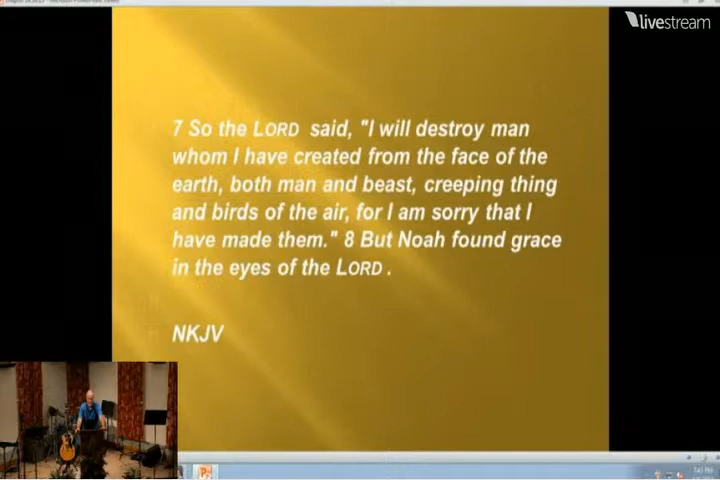 livestream
7 So the LORD said, "I will destroy man
whom I have created from the face of the
earth, both man and beast, creeping thing
and birds of the air, for I am sorry that I
have made them." 8 But Noah found grace
in the eyes of the LORD .
NKJV